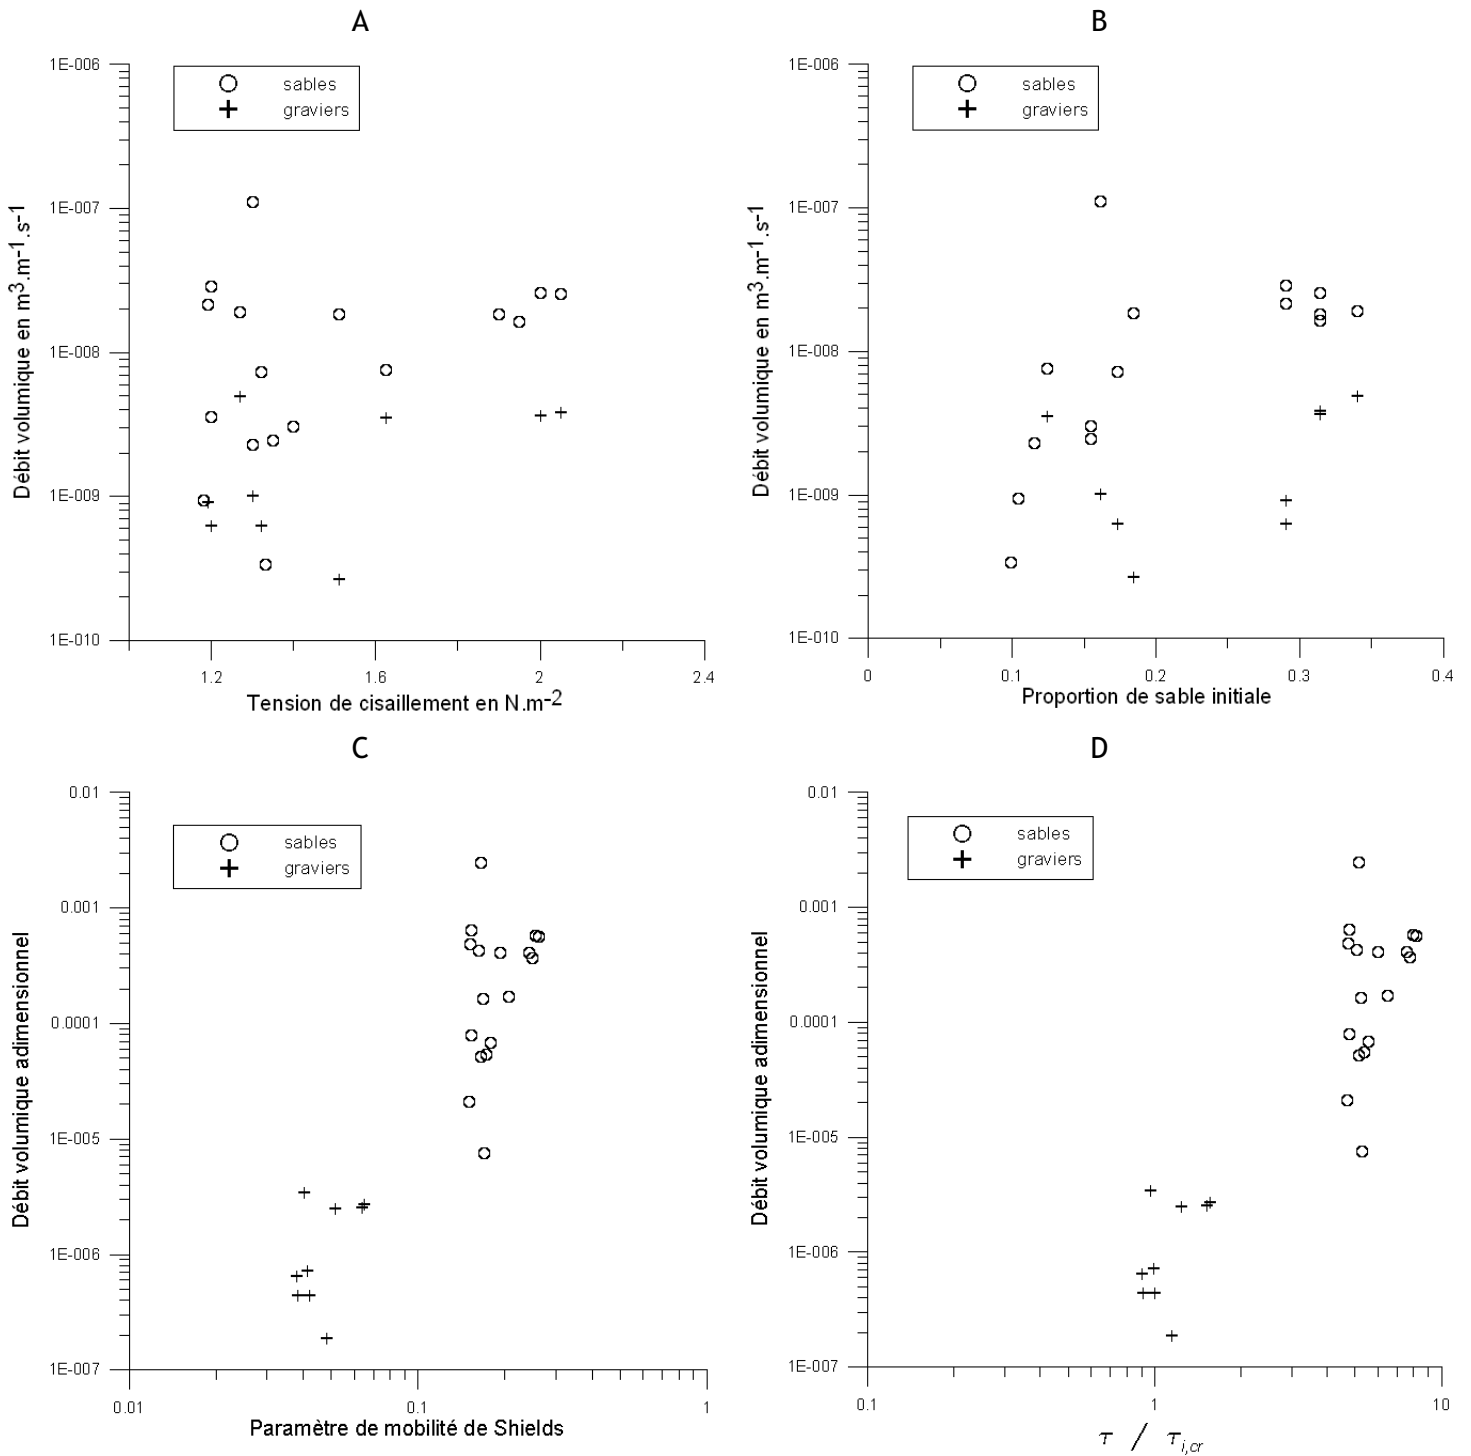 A
1E-006
1E-007
1E-008
1E-009
1E-010
Débit volumique en m3.m-1.s-1
sables
graviers
1.2
1.6
2
2.4
Tension de cisaillement en N.m-2
B
1E-006
1E-007
1E-008
1E-009
1E-010
Débit volumique en m3.m-1.s-1
sables
graviers
0
0.1
0.2
0.3
0.4
Proportion de sable initiale
C
0.01
0.001
0.0001
1E-005
1E-006
1E-007
Débit volumique adimensionnel
sables
graviers
0.01
0.1
1
Paramètre de mobilité de Shields
D
0.01
0.001
0.0001
1E-005
1E-006
1E-007
Débit volumique adimensionnel
sables
graviers
0.1
1
10
τ / τi,cr